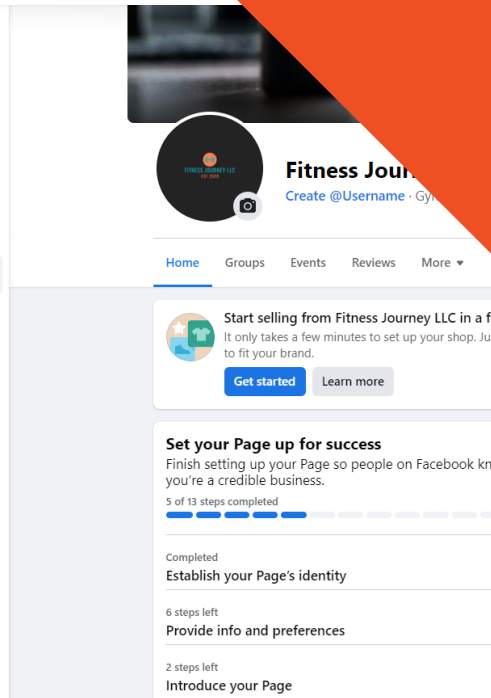 FITNESS JOURNEY LLC
Fitness Jour
Create @Username · Gy
Home Groups Events Reviews More
Start selling from Fitness Journey LLC in a f
It only takes a few minutes to set up your shop. Ju
to fit your brand.
Get started Learn more
Set your Page up for success
Finish setting up your Page so people on Facebook kn
you're a credible business.
5 of 13 steps completed
Completed
Establish your Page's identity
6 steps left
Provide info and preferences
2 steps left
Introduce your Page